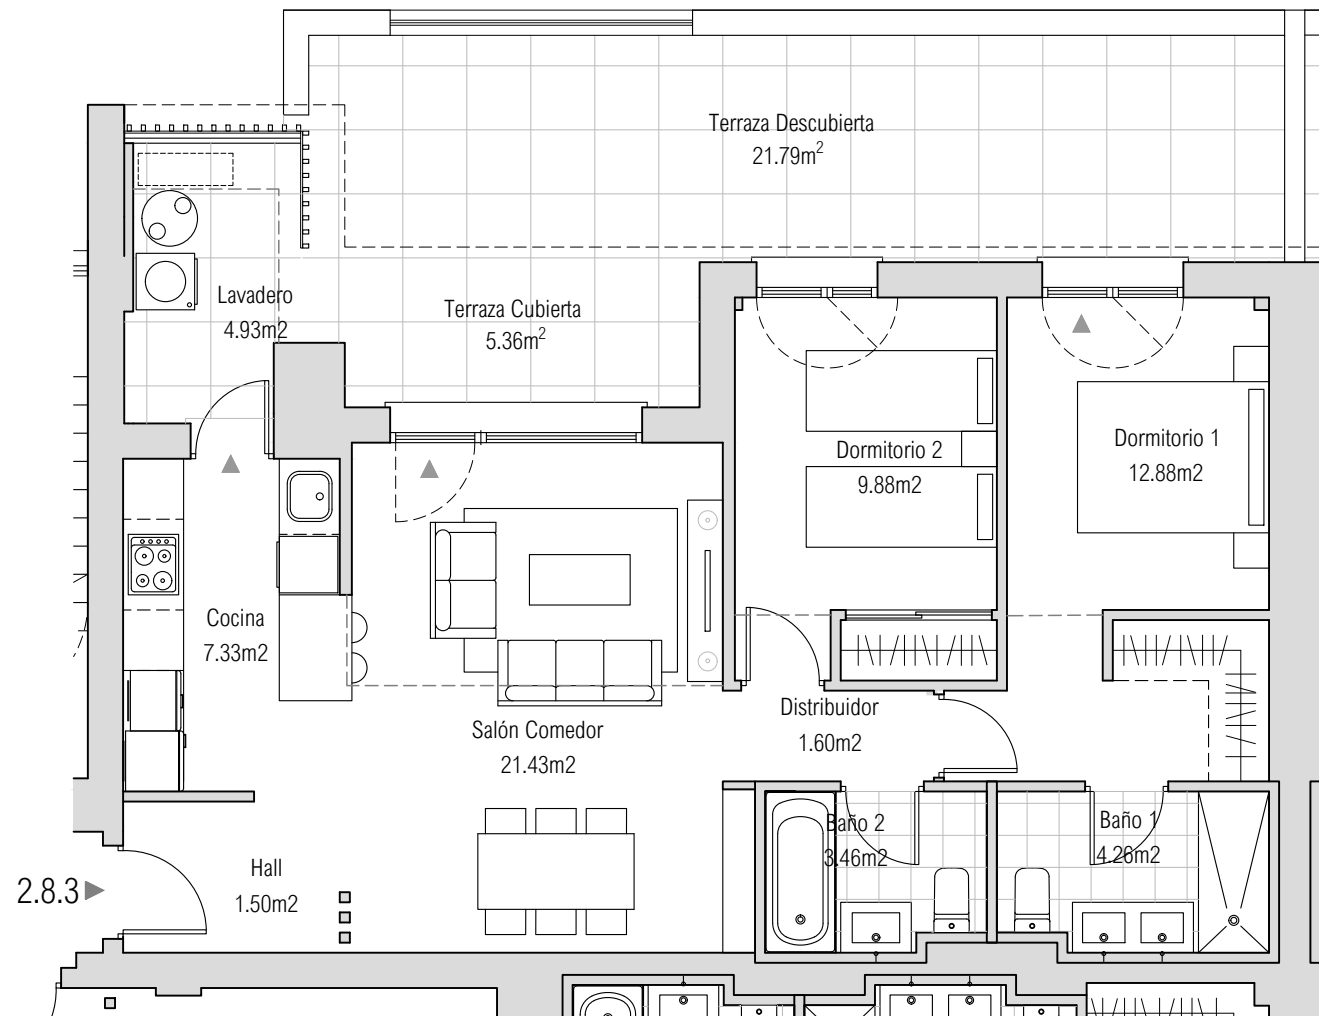 Terraza Descubierta
21.79m²
Lavadero
4.93m2
Terraza Cubierta
5.36m²
Dormitorio 2
9.88m2
Dormitorio 1
12.88m2
Cocina
7.33m2
Salón Comedor
21.43m2
Distribuidor
1.60m2
Baño 2
3.46m2
Baño 1
4.26m2
Hall
1.50m2
2.8.3